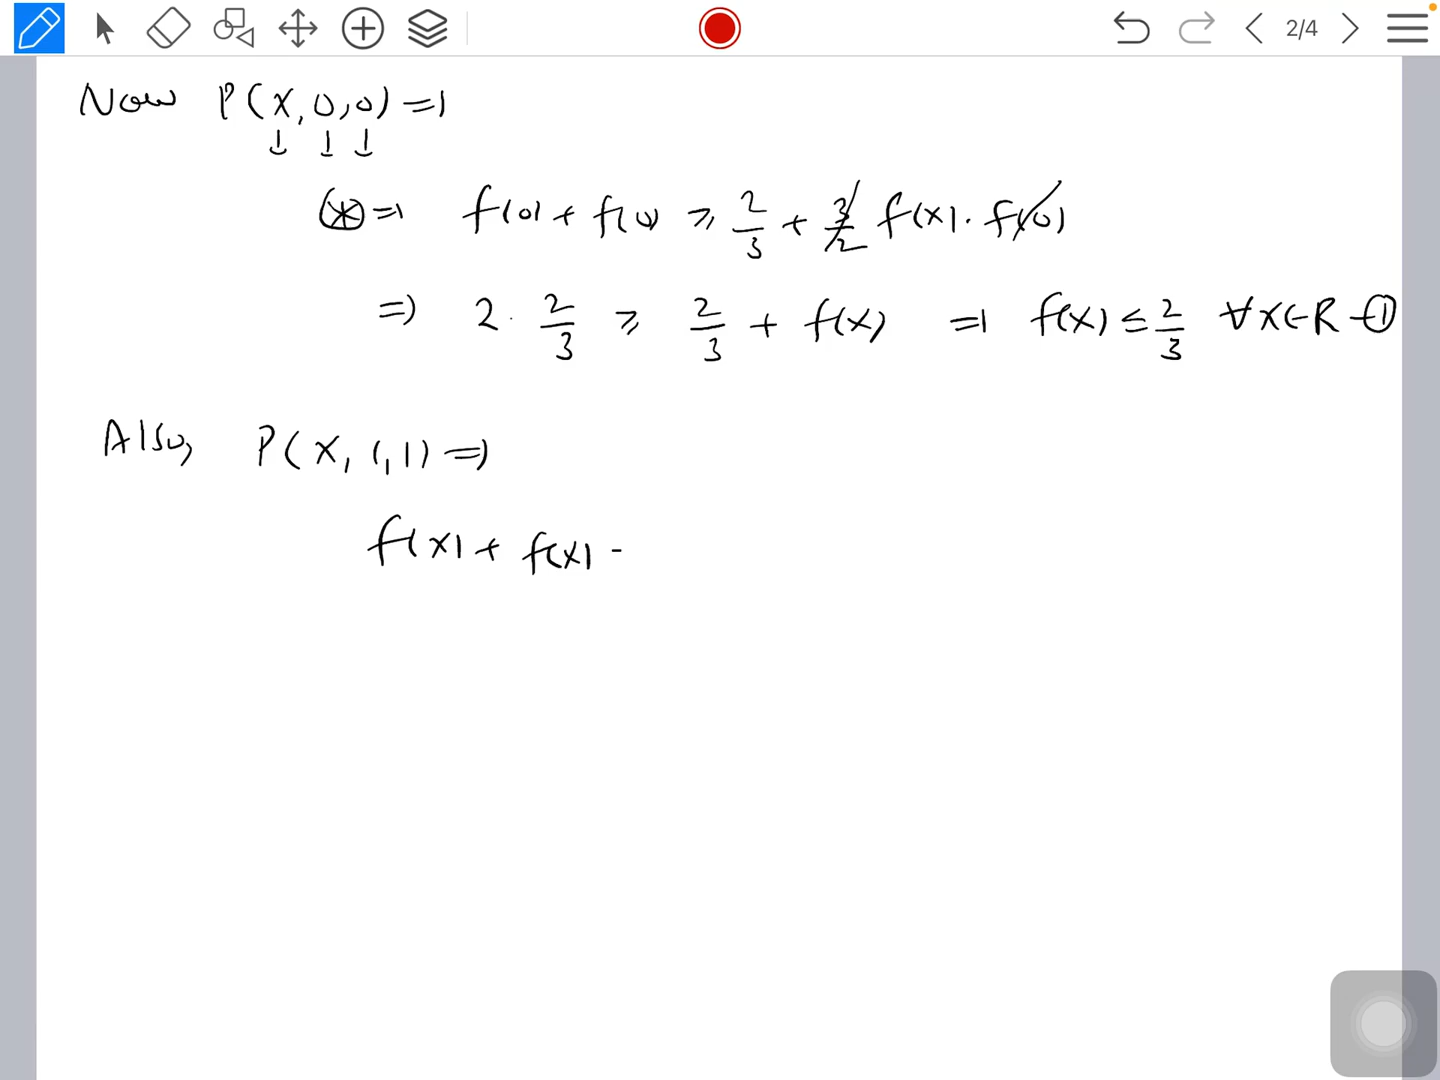 2/4
Now P(x,0,0) ⇒
(*) ⇒ f(0) + f(0) ≥ 2/3 + 3/2 f(x). f(0)
⇒ 2 . 2/3 ≥ 2/3 + f(x) ⇒ f(x) ≤ 2/3 ∀x∈R -①
Also, P(x,1,1) ⇒
f(x) + f(x) -